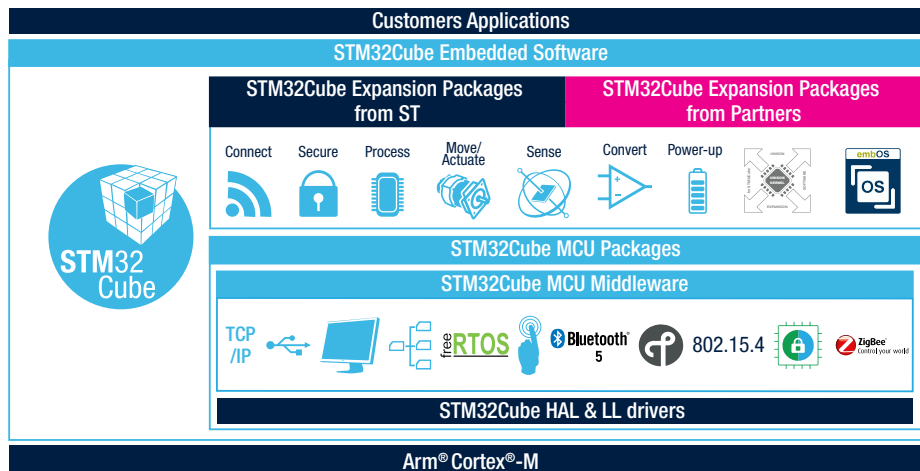 Customers Applications
STM32Cube Embedded Software
STM32Cube Expansion Packages
from ST
STM32Cube Expansion Packages
from Partners
Connect
Secure
Process
Move/
Actuate
Sense
Convert
Power-up
embOS
OS
STM32
Cube
STM32Cube MCU Packages
STM32Cube MCU Middleware
TCP
/IP
free
RTOS
Bluetooth®
5
802.15.4
ZigBee®
Control your world
STM32Cube HAL & LL drivers
Arm® Cortex®-M